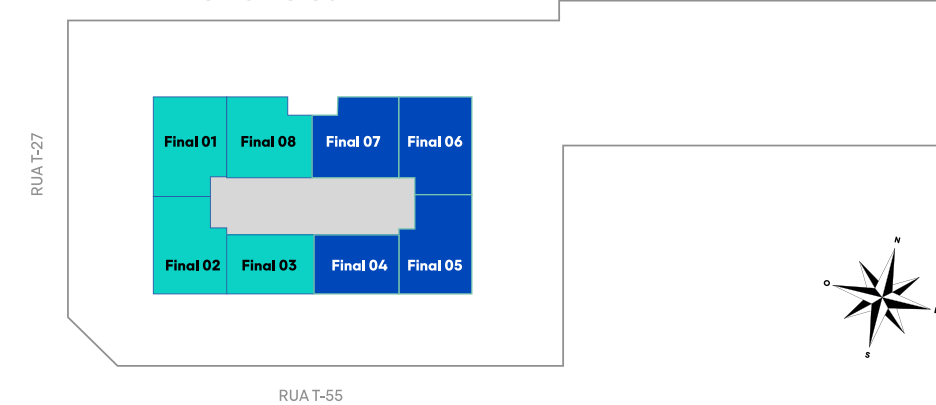 RUA T-27
Final 01
Final 08
Final 07
Final 06
Final 02
Final 03
Final 04
Final 05
N
O
S
RUA T-55